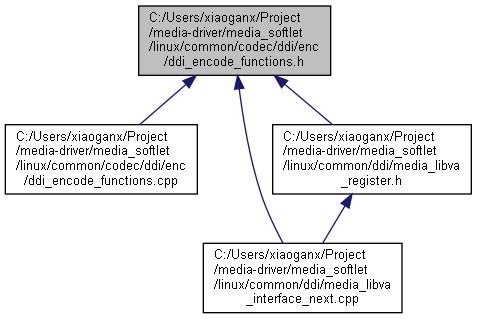 C:/Users/xiaoganx/Project
/media-driver/media_softlet
/linux/common/codec/ddi/enc
/ddi_encode_functions.h
C:/Users/xiaoganx/Project
/media-driver/media_softlet
/linux/common/codec/ddi/enc
/ddi_encode_functions.cpp
C:/Users/xiaoganx/Project
/media-driver/media_softlet
/linux/common/ddi/media_libva
_register.h
C:/Users/xiaoganx/Project
/media-driver/media_softlet
/linux/common/ddi/media_libva
_interface_next.cpp